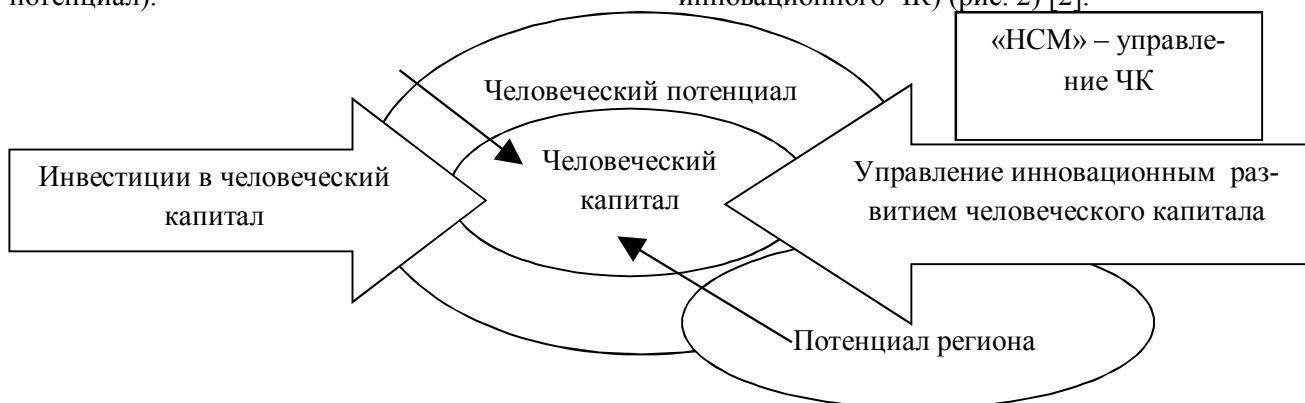 потенциал).
инновационного ЧК) (рис. 2) [2].
«НСМ» – управле-
ние ЧК
Человеческий потенциал
Человеческий
капитал
Инвестиции в человеческий
капитал
Управление инновационным раз-
витием человеческого капитала
Потенциал региона